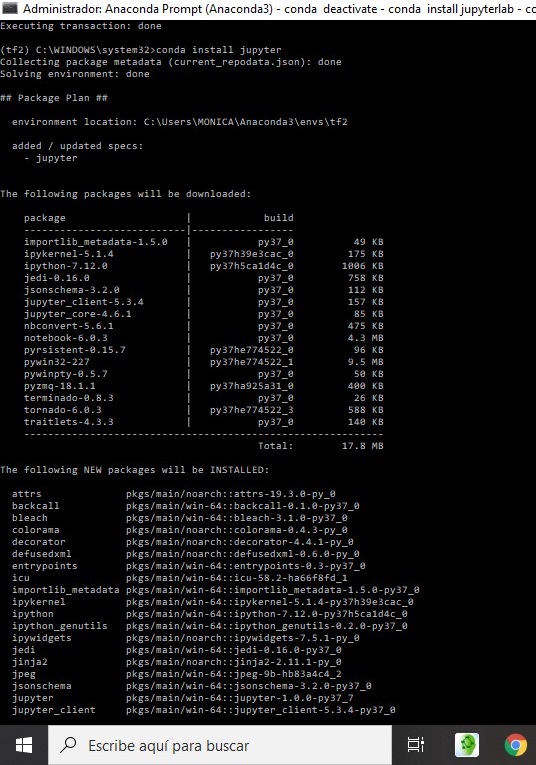 Administrador: Anaconda Prompt (Anaconda3) - conda deactivate - conda install jupyterlab - co
Executing transaction: done
(tf2) C:\WINDOWS\system32>conda install jupyter
Collecting package metadata (current_repodata.json): done
Solving environment: done
## Package Plan ##
environment location: C:\Users\MONICA\Anaconda3\envs\tf2
added / updated specs:
- jupyter
The following packages will be downloaded:
package | build
---------------------------|-----------------
importlib_metadata-1.5.0 | py37_0 49 KB
ipykernel-5.1.4 | py37h39e3cac_0 175 KB
ipython-7.12.0 | py37h5ca1d4c_0 1006 KB
jedi-0.16.0 | py37_0 758 KB
jsonschema-3.2.0 | py37_0 112 KB
jupyter_client-5.3.4 | py37_0 157 KB
jupyter_core-4.6.1 | py37_0 85 KB
nbconvert-5.6.1 | py37_0 475 KB
notebook-6.0.3 | py37_0 4.3 MB
pyrsistent-0.15.7 | py37he774522_0 96 KB
pywin32-227 | py37he774522_1 9.5 MB
pywinpty-0.5.7 | py37_0 50 KB
pyzmq-18.1.1 | py37ha925a31_0 400 KB
terminado-0.8.3 | py37_0 26 KB
tornado-6.0.3 | py37he774522_3 588 KB
traitlets-4.3.3 | py37_0 140 KB
------------------------------------------------------------
Total: 17.8 MB
The following NEW packages will be INSTALLED:
attrs pkgs/main/noarch::attrs-19.3.0-py_0
backcall pkgs/main/win-64::backcall-0.1.0-py37_0
bleach pkgs/main/win-64::bleach-3.1.0-py37_0
colorama pkgs/main/win-64::colorama-0.4.3-py_0
decorator pkgs/main/win-64::decorator-4.4.1-py_0
defusedxml pkgs/main/noarch::defusedxml-0.6.0-py_0
entrypoints pkgs/main/win-64::entrypoints-0.3-py37_0
icu pkgs/main/win-64::icu-58.2-ha66f8fd_1
importlib_metadata pkgs/main/win-64::importlib_metadata-1.5.0-py37_0
ipykernel pkgs/main/win-64::ipykernel-5.1.4-py37h39e3cac_0
ipython pkgs/main/win-64::ipython-7.12.0-py37h5ca1d4c_0
ipython_genutils pkgs/main/win-64::ipython_genutils-0.2.0-py37_0
ipywidgets pkgs/main/noarch::ipywidgets-7.5.1-py_0
jedi pkgs/main/win-64::jedi-0.16.0-py37_0
jinja2 pkgs/main/noarch::jinja2-2.11.1-py_0
jpeg pkgs/main/win-64::jpeg-9b-hb83a4c4_2
jsonschema pkgs/main/win-64::jsonschema-3.2.0-py37_0
jupyter pkgs/main/win-64::jupyter-1.0.0-py37_7
jupyter_client pkgs/main/win-64::jupyter_client-5.3.4-py37_0
Escribe aquí para buscar